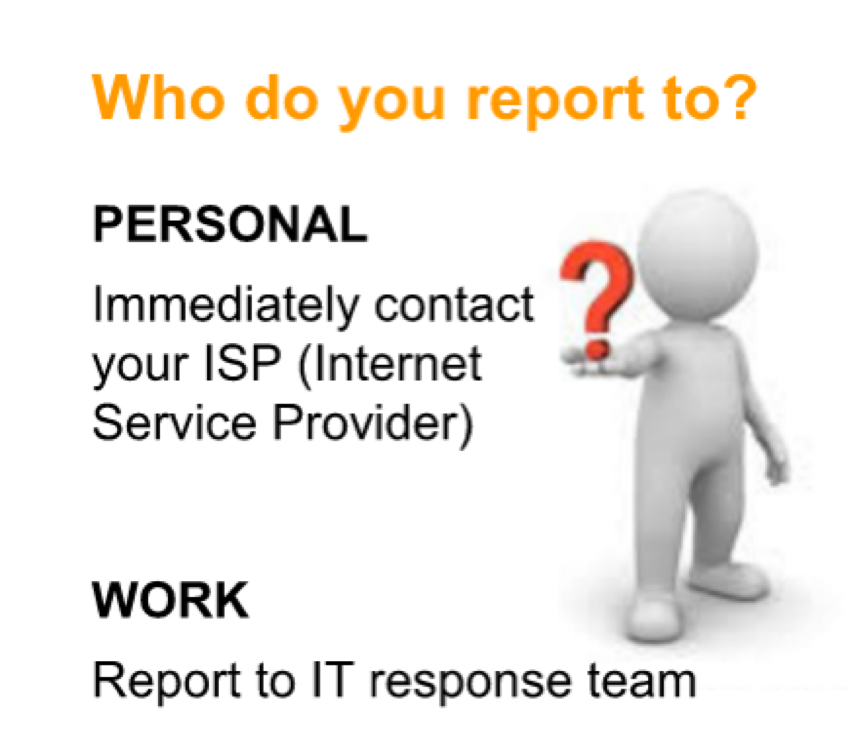 Who do you report to?
PERSONAL
Immediately contact
your ISP (Internet
Service Provider)
WORK
Report to IT response team